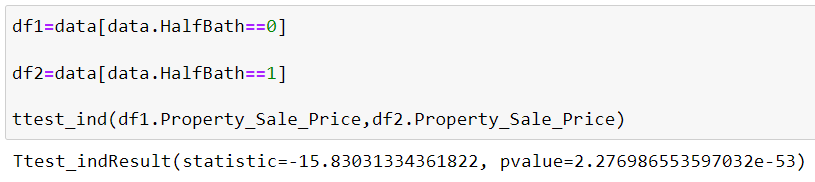 df1=data[data.HalfBath==0]
df2=data[data.HalfBath==1]
ttest_ind(df1.Property_Sale_Price,df2.Property_Sale_Price)
Ttest_indResult(statistic=-15.83031334361822, pvalue=2.276986553597032e-53)